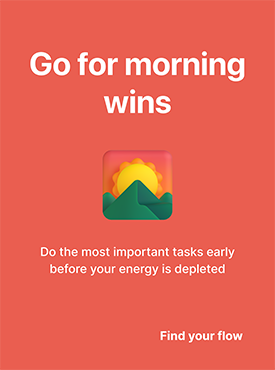 Go for morning
wins
Do the most important tasks early
before your energy is depleted
Find your flow